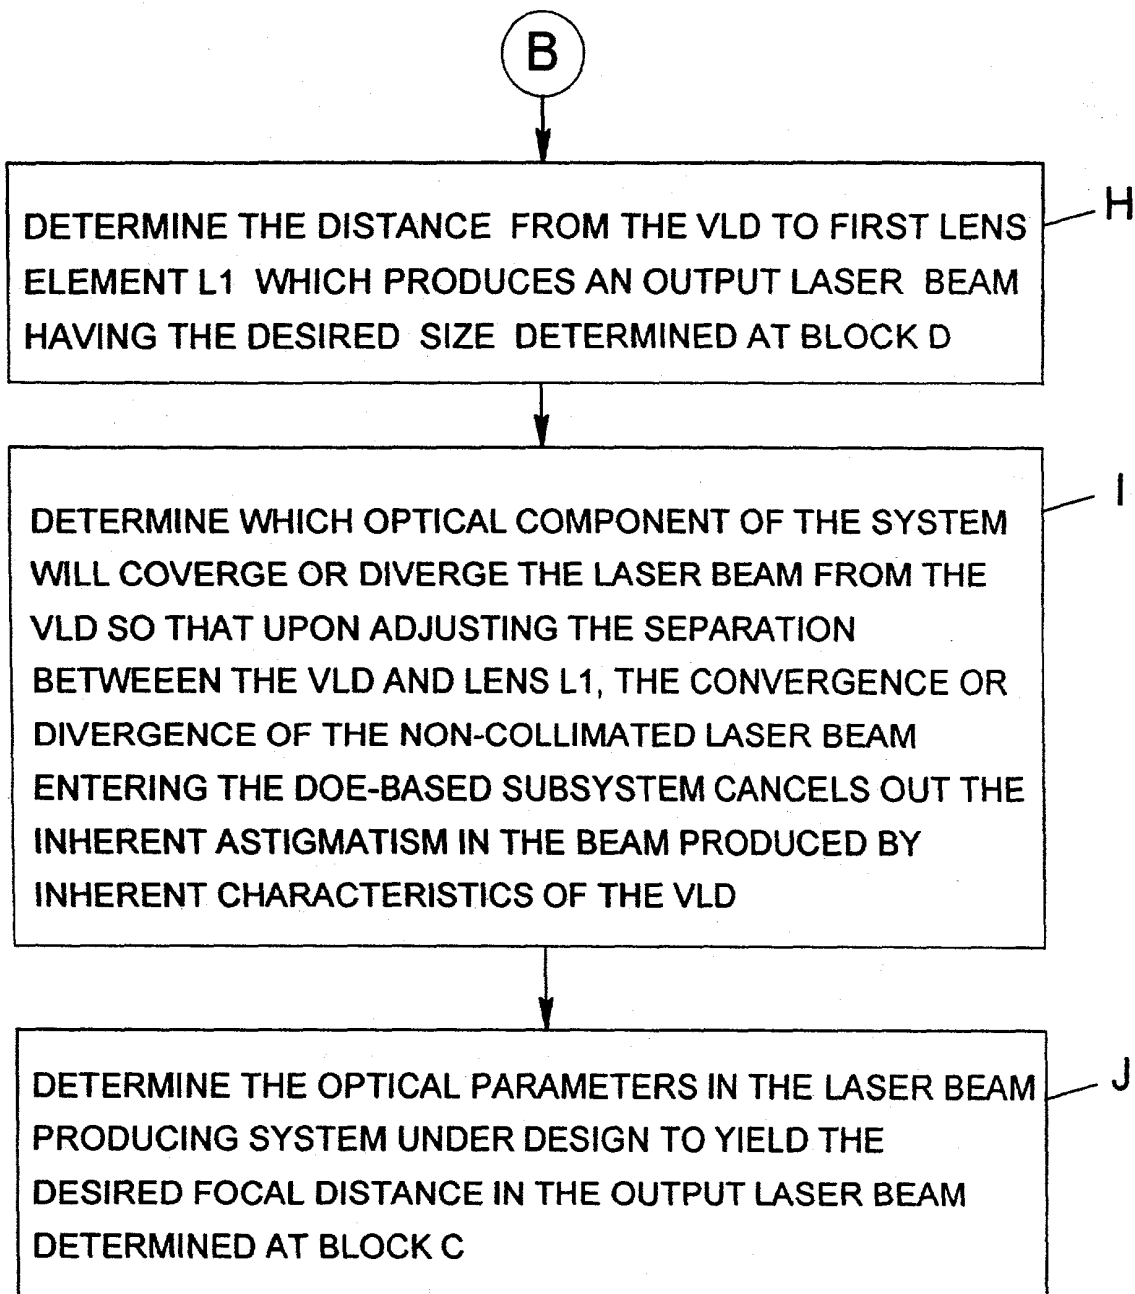 B
DETERMINE THE DISTANCE FROM THE VLD TO FIRST LENS
ELEMENT L1 WHICH PRODUCES AN OUTPUT LASER BEAM
HAVING THE DESIRED SIZE DETERMINED AT BLOCK D
H
DETERMINE WHICH OPTICAL COMPONENT OF THE SYSTEM
WILL COVERGE OR DIVERGE THE LASER BEAM FROM THE
VLD SO THAT UPON ADJUSTING THE SEPARATION
BETWEEEN THE VLD AND LENS L1, THE CONVERGENCE OR
DIVERGENCE OF THE NON-COLLIMATED LASER BEAM
ENTERING THE DOE-BASED SUBSYSTEM CANCELS OUT THE
INHERENT ASTIGMATISM IN THE BEAM PRODUCED BY
INHERENT CHARACTERISTICS OF THE VLD
I
DETERMINE THE OPTICAL PARAMETERS IN THE LASER BEAM
PRODUCING SYSTEM UNDER DESIGN TO YIELD THE
DESIRED FOCAL DISTANCE IN THE OUTPUT LASER BEAM
DETERMINED AT BLOCK C
J